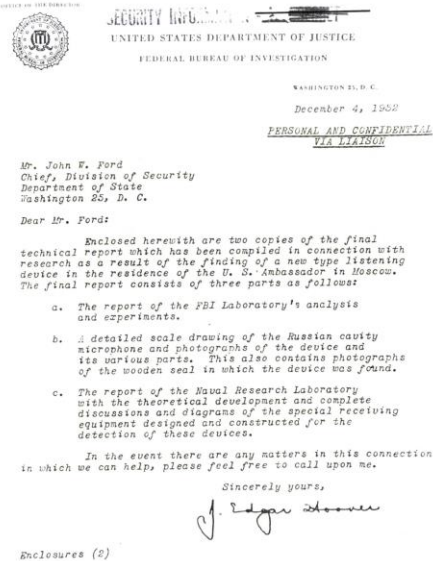 OFFICE OF THE DIRECTOR
SECURITY
UNITED STATES DEPARTMENT OF JUSTICE
FEDERAL BUREAU OF INVESTIGATION
WASHINGTON 25, D. C.
December 4, 1952
PERSONAL AND CONFIDENTIAL
VIA LIAISON
Mr. John W. Ford
Chief, Division of Security
Department of State
Washington 25, D. C.
Dear Mr. Ford:
Enclosed herewith are two copies of the final
technical report which has been compiled in connection with
research as a result of the finding of a new type listening
device in the residence of the U. S. Ambassador in Moscow.
The final report consists of three parts as follows:
a. The report of the FBI Laboratory's analysis
and experiments.
b. A detailed scale drawing of the Russian cavity
microphone and photographs of the device and
its various parts. This also contains photographs
of the wooden seal in which the device was found.
c. The report of the Naval Research Laboratory
with the theoretical development and complete
discussions and diagrams of the special receiving
equipment designed and constructed for the
detection of these devices.
In the event there are any matters in this connection
in which we can help, please feel free to call upon me.
Sincerely yours,
J. Edgar Hoover
Enclosures (2)